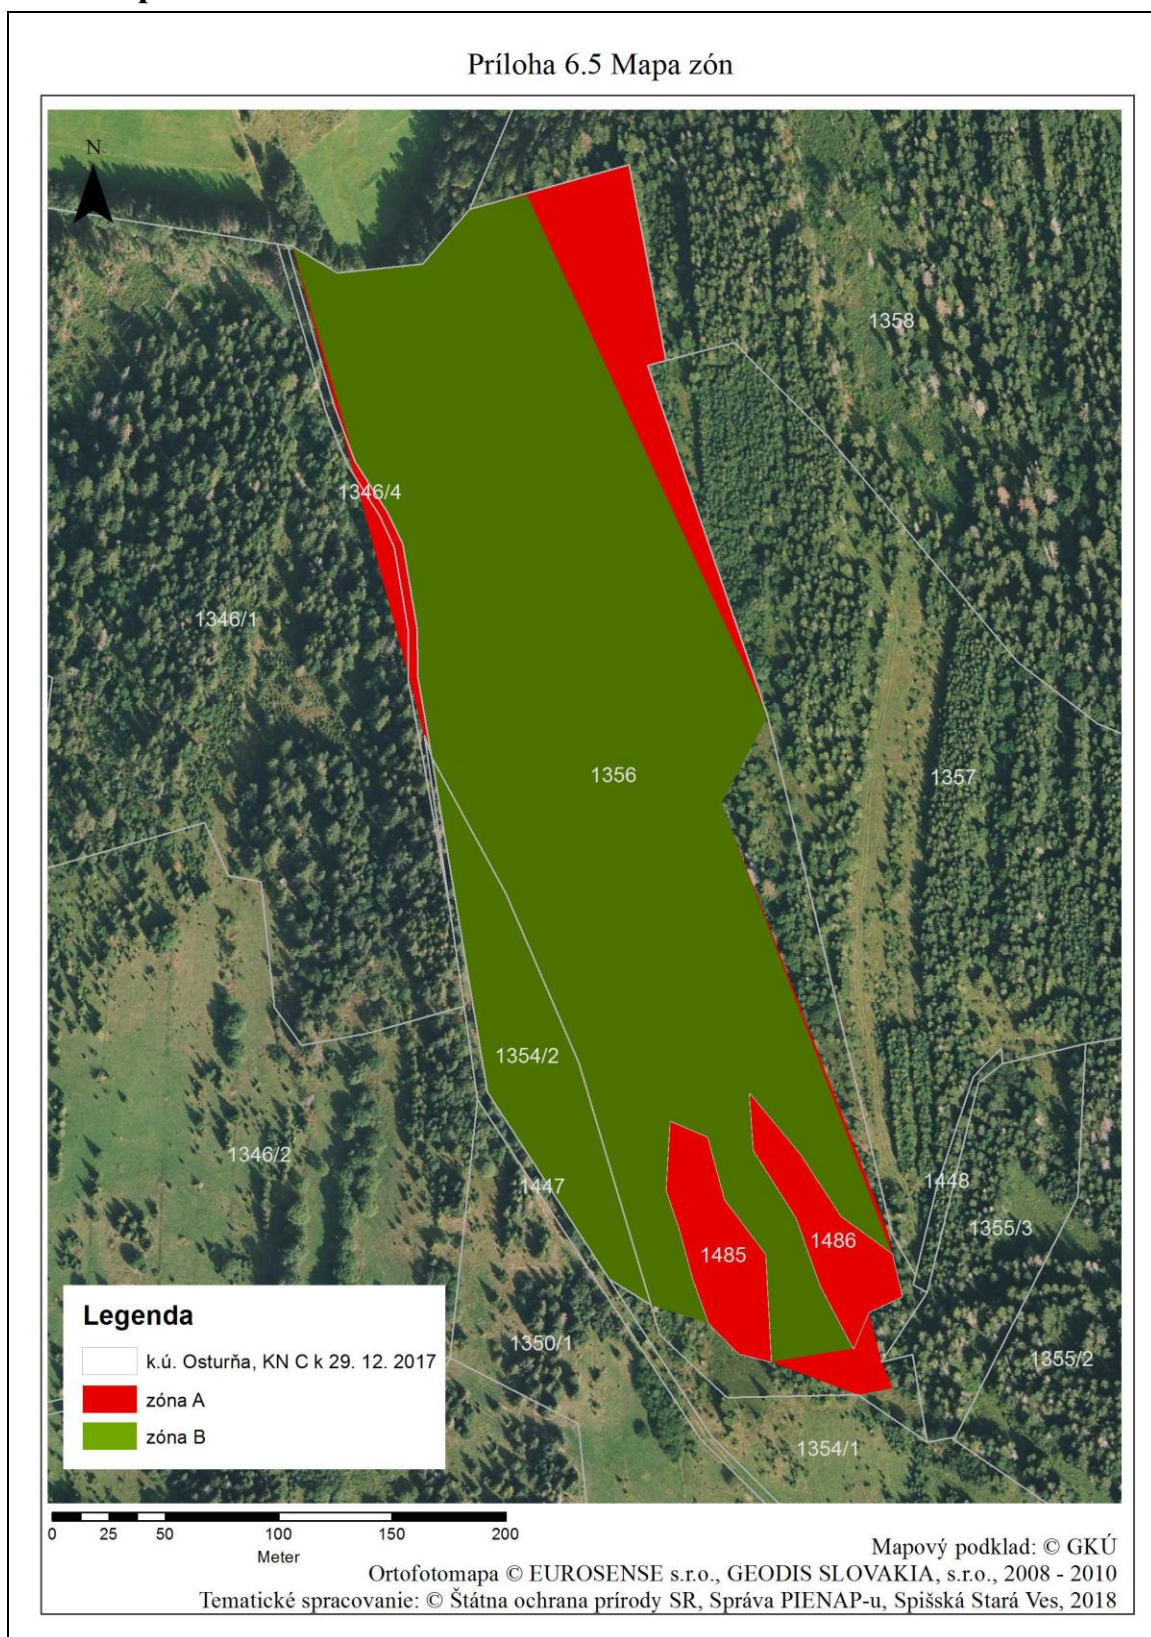 Príloha 6.5 Mapa zón
N
1358
1346/4
1346/1
1356
1357
1354/2
1346/2
1447
1448
1355/3
1485
1486
1350/1
1355/2
1354/1
Legenda
k.ú. Osturňa, KN C k 29. 12. 2017
zóna A
zóna B
0 25 50 100 150 200
Meter
Mapový podklad: © GKÚ
Ortofotomapa © EUROSENSE s.r.o., GEODIS SLOVAKIA, s.r.o., 2008 - 2010
Tematické spracovanie: © Štátna ochrana prírody SR, Správa PIENAP-u, Spišská Stará Ves, 2018